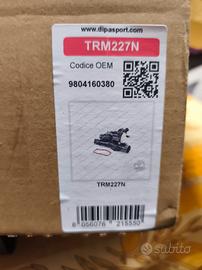 www.dipasport.com
TRM227N
Codice OEM
9804160380
TRM227N
8 056076 215550
subito